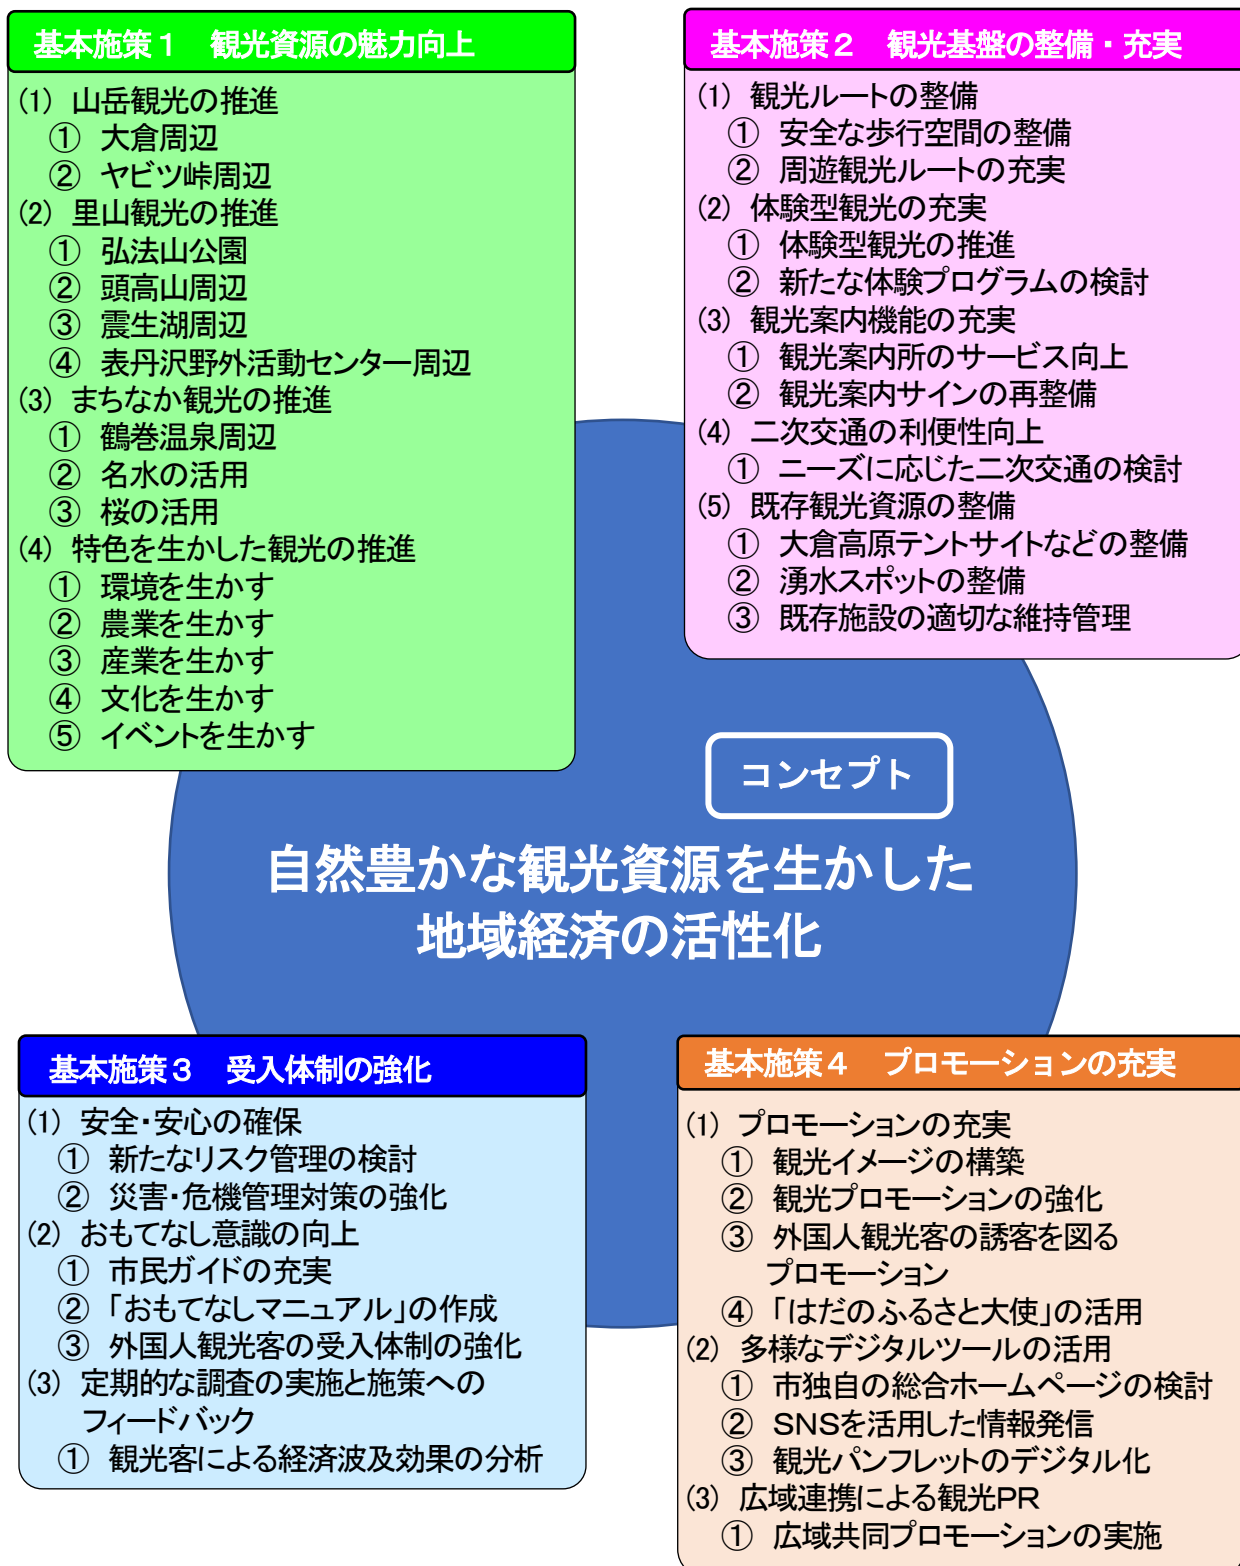 基本施策1　観光資源の魅力向上
(1) 山岳観光の推進
① 大倉周辺
② ヤビツ峠周辺
(2) 里山観光の推進
① 弘法山公園
② 頭高山周辺
③ 震生湖周辺
④ 表丹沢野外活動センター周辺
(3) まちなか観光の推進
① 鶴巻温泉周辺
② 名水の活用
③ 桜の活用
(4) 特色を生かした観光の推進
① 環境を生かす
② 農業を生かす
③ 産業を生かす
④ 文化を生かす
⑤ イベントを生かす
基本施策２　観光基盤の整備・充実
(1) 観光ルートの整備
① 安全な歩行空間の整備
② 周遊観光ルートの充実
(2) 体験型観光の充実
① 体験型観光の推進
② 新たな体験プログラムの検討
(3) 観光案内機能の充実
① 観光案内所のサービス向上
② 観光案内サインの再整備
(4) 二次交通の利便性向上
① ニーズに応じた二次交通の検討
(5) 既存観光資源の整備
① 大倉高原テントサイトなどの整備
② 湧水スポットの整備
③ 既存施設の適切な維持管理
コンセプト
自然豊かな観光資源を生かした
地域経済の活性化
基本施策３　受入体制の強化
(1) 安全・安心の確保
① 新たなリスク管理の検討
② 災害・危機管理対策の強化
(2) おもてなし意識の向上
① 市民ガイドの充実
② 「おもてなしマニュアル」の作成
③ 外国人観光客の受入体制の強化
(3) 定期的な調査の実施と施策への
フィードバック
① 観光客による経済波及効果の分析
基本施策４　プロモーションの充実
(1) プロモーションの充実
① 観光イメージの構築
② 観光プロモーションの強化
③ 外国人観光客の誘客を図る
プロモーション
④ 「はだのふるさと大使」の活用
(2) 多様なデジタルツールの活用
① 市独自の総合ホームページの検討
② ＳＮＳを活用した情報発信
③ 観光パンフレットのデジタル化
(3) 広域連携による観光ＰＲ
① 広域共同プロモーションの実施